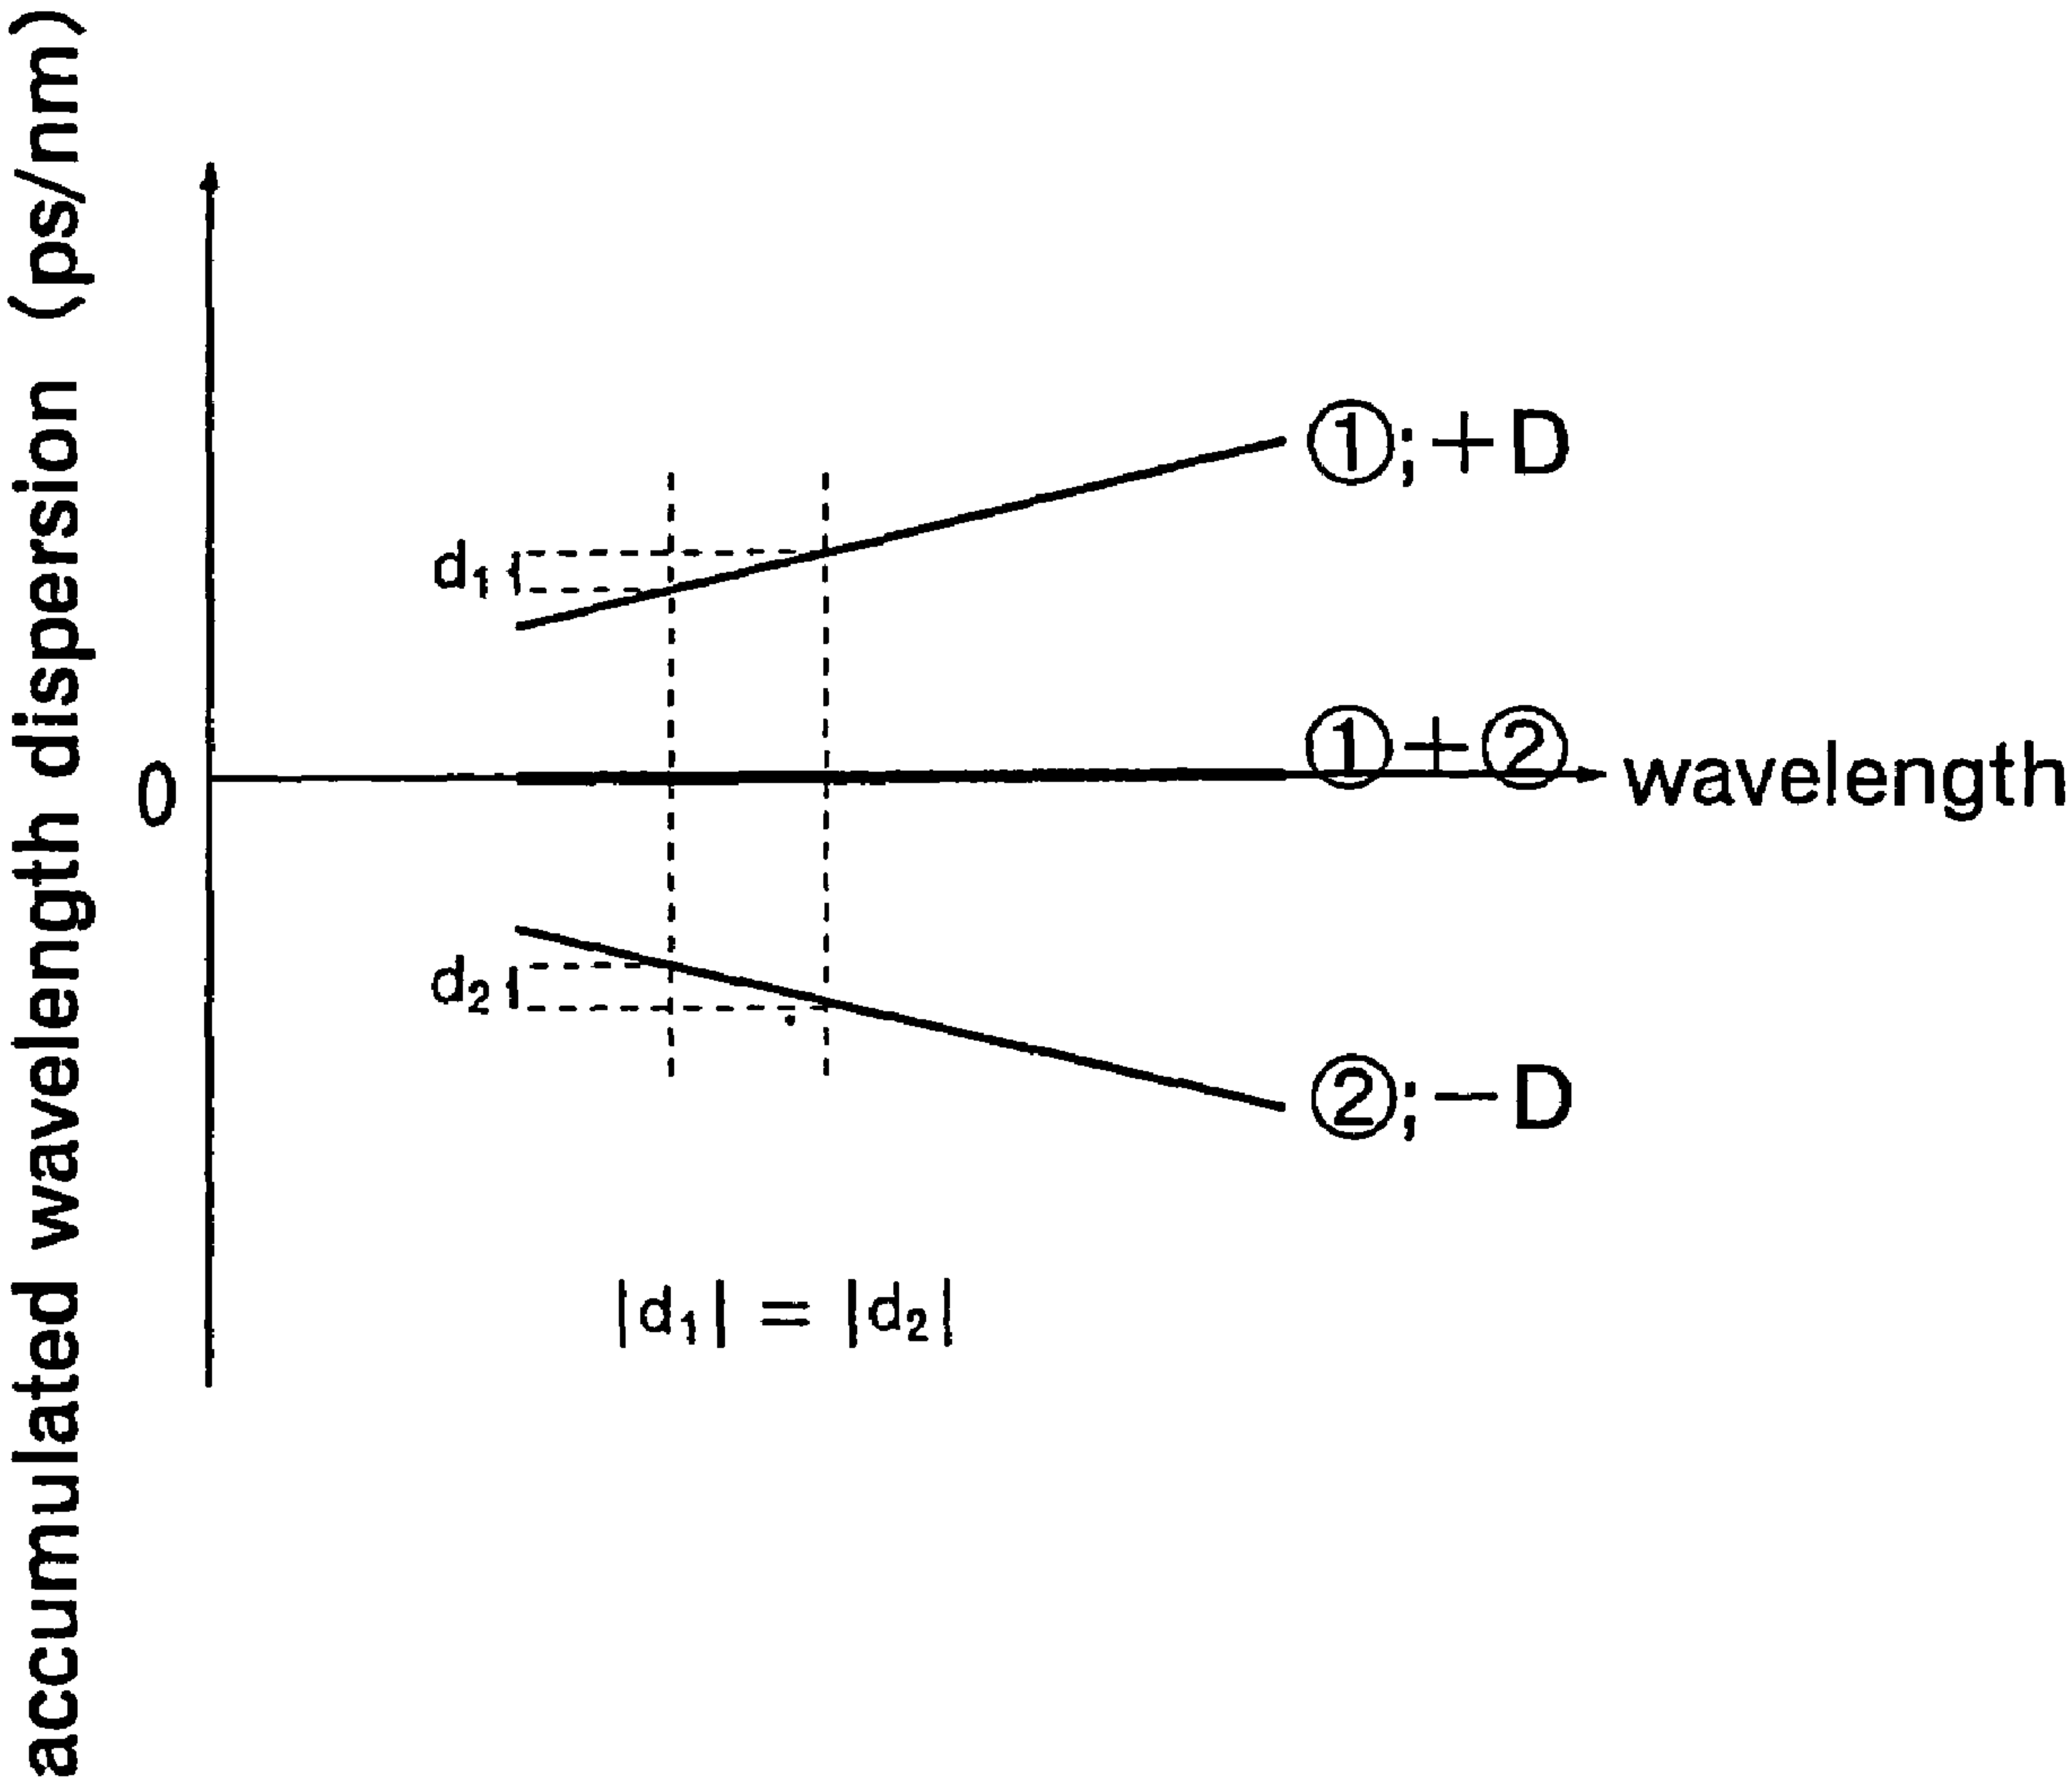 accumulated wavelength dispersion (ps/nm)
①;+D
d₁
①+②
wavelength
0
d₂
②;−D
|d₁| = |d₂|